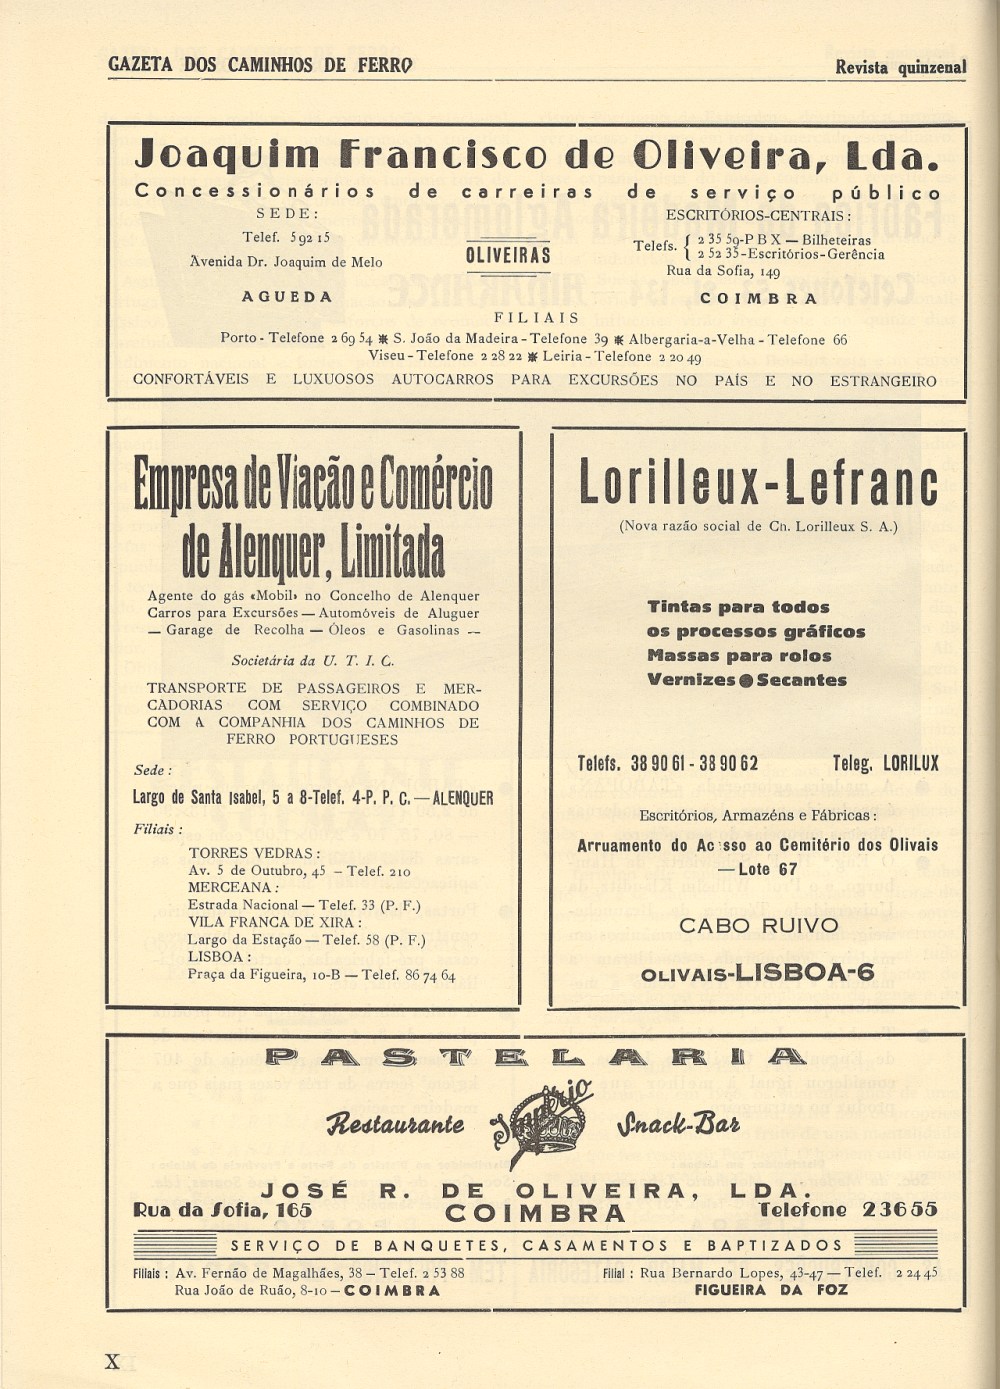 GAZETA DOS CAMINHOS DE FERRO
Revista quinzenal
Joaquim Francisco de Oliveira, Lda.
Concessionários de carreiras de serviço público
SEDE:
Telef. 5 92 15
Avenida Dr. Joaquim de Melo
AGUEDA
OLIVEIRAS
ESCRITÓRIOS-CENTRAIS:
Telefs. { 2 35 59-P B X — Bilheteiras
2 52 35-Escritórios-Gerência
Rua da Sofia, 149
COIMBRA
FILIAIS
Porto - Telefone 2 69 54 ⁕ S. João da Madeira - Telefone 39 ⁕ Albergaria-a-Velha - Telefone 66
Viseu - Telefone 2 28 22 ⁕ Leiria - Telefone 2 20 49
CONFORTÁVEIS E LUXUOSOS AUTOCARROS PARA EXCURSÕES NO PAÍS E NO ESTRANGEIRO
Empresa de Viação e Comércio
de Alenquer, Limitada
Agente do gás «Mobil» no Concelho de Alenquer
Carros para Excursões — Automóveis de Aluguer
— Garage de Recolha — Óleos e Gasolinas —
Societária da U. T. I. C.
TRANSPORTE DE PASSAGEIROS E MER-
CADORIAS COM SERVIÇO COMBINADO
COM A COMPANHIA DOS CAMINHOS DE
FERRO PORTUGUESES
Sede:
Largo de Santa Isabel, 5 a 8-Telef. 4-P. P. C. — ALENQUER
Filiais:
TORRES VEDRAS:
Av. 5 de Outubro, 45 – Telef. 210
MERCEANA:
Estrada Nacional — Telef. 33 (P. F.)
VILA FRANCA DE XIRA:
Largo da Estação — Telef. 58 (P. F.)
LISBOA:
Praça da Figueira, 10-B — Telef. 86 74 64
Lorilleux-Lefranc
(Nova razão social de Ch. Lorilleux S. A.)
Tintas para todos
os processos gráficos
Massas para rolos
Vernizes ● Secantes
Telefs. 38 90 61 - 38 90 62 Teleg. LORILUX
Escritórios, Armazéns e Fábricas:
Arruamento do Acesso ao Cemitério dos Olivais
— Lote 67
CABO RUIVO
OLIVAIS-LISBOA-6
PASTELARIA
Restaurante Império Snack-Bar
JOSÉ R. DE OLIVEIRA, LDA.
Rua da Sofia, 165 COIMBRA Telefone 23655
SERVIÇO DE BANQUETES, CASAMENTOS E BAPTIZADOS
Filiais: Av. Fernão de Magalhães, 38 – Telef. 2 53 88
Rua João de Ruão, 8-10 – COIMBRA
Filial: Rua Bernardo Lopes, 43-47 — Telef. 2 24 45
FIGUEIRA DA FOZ
X